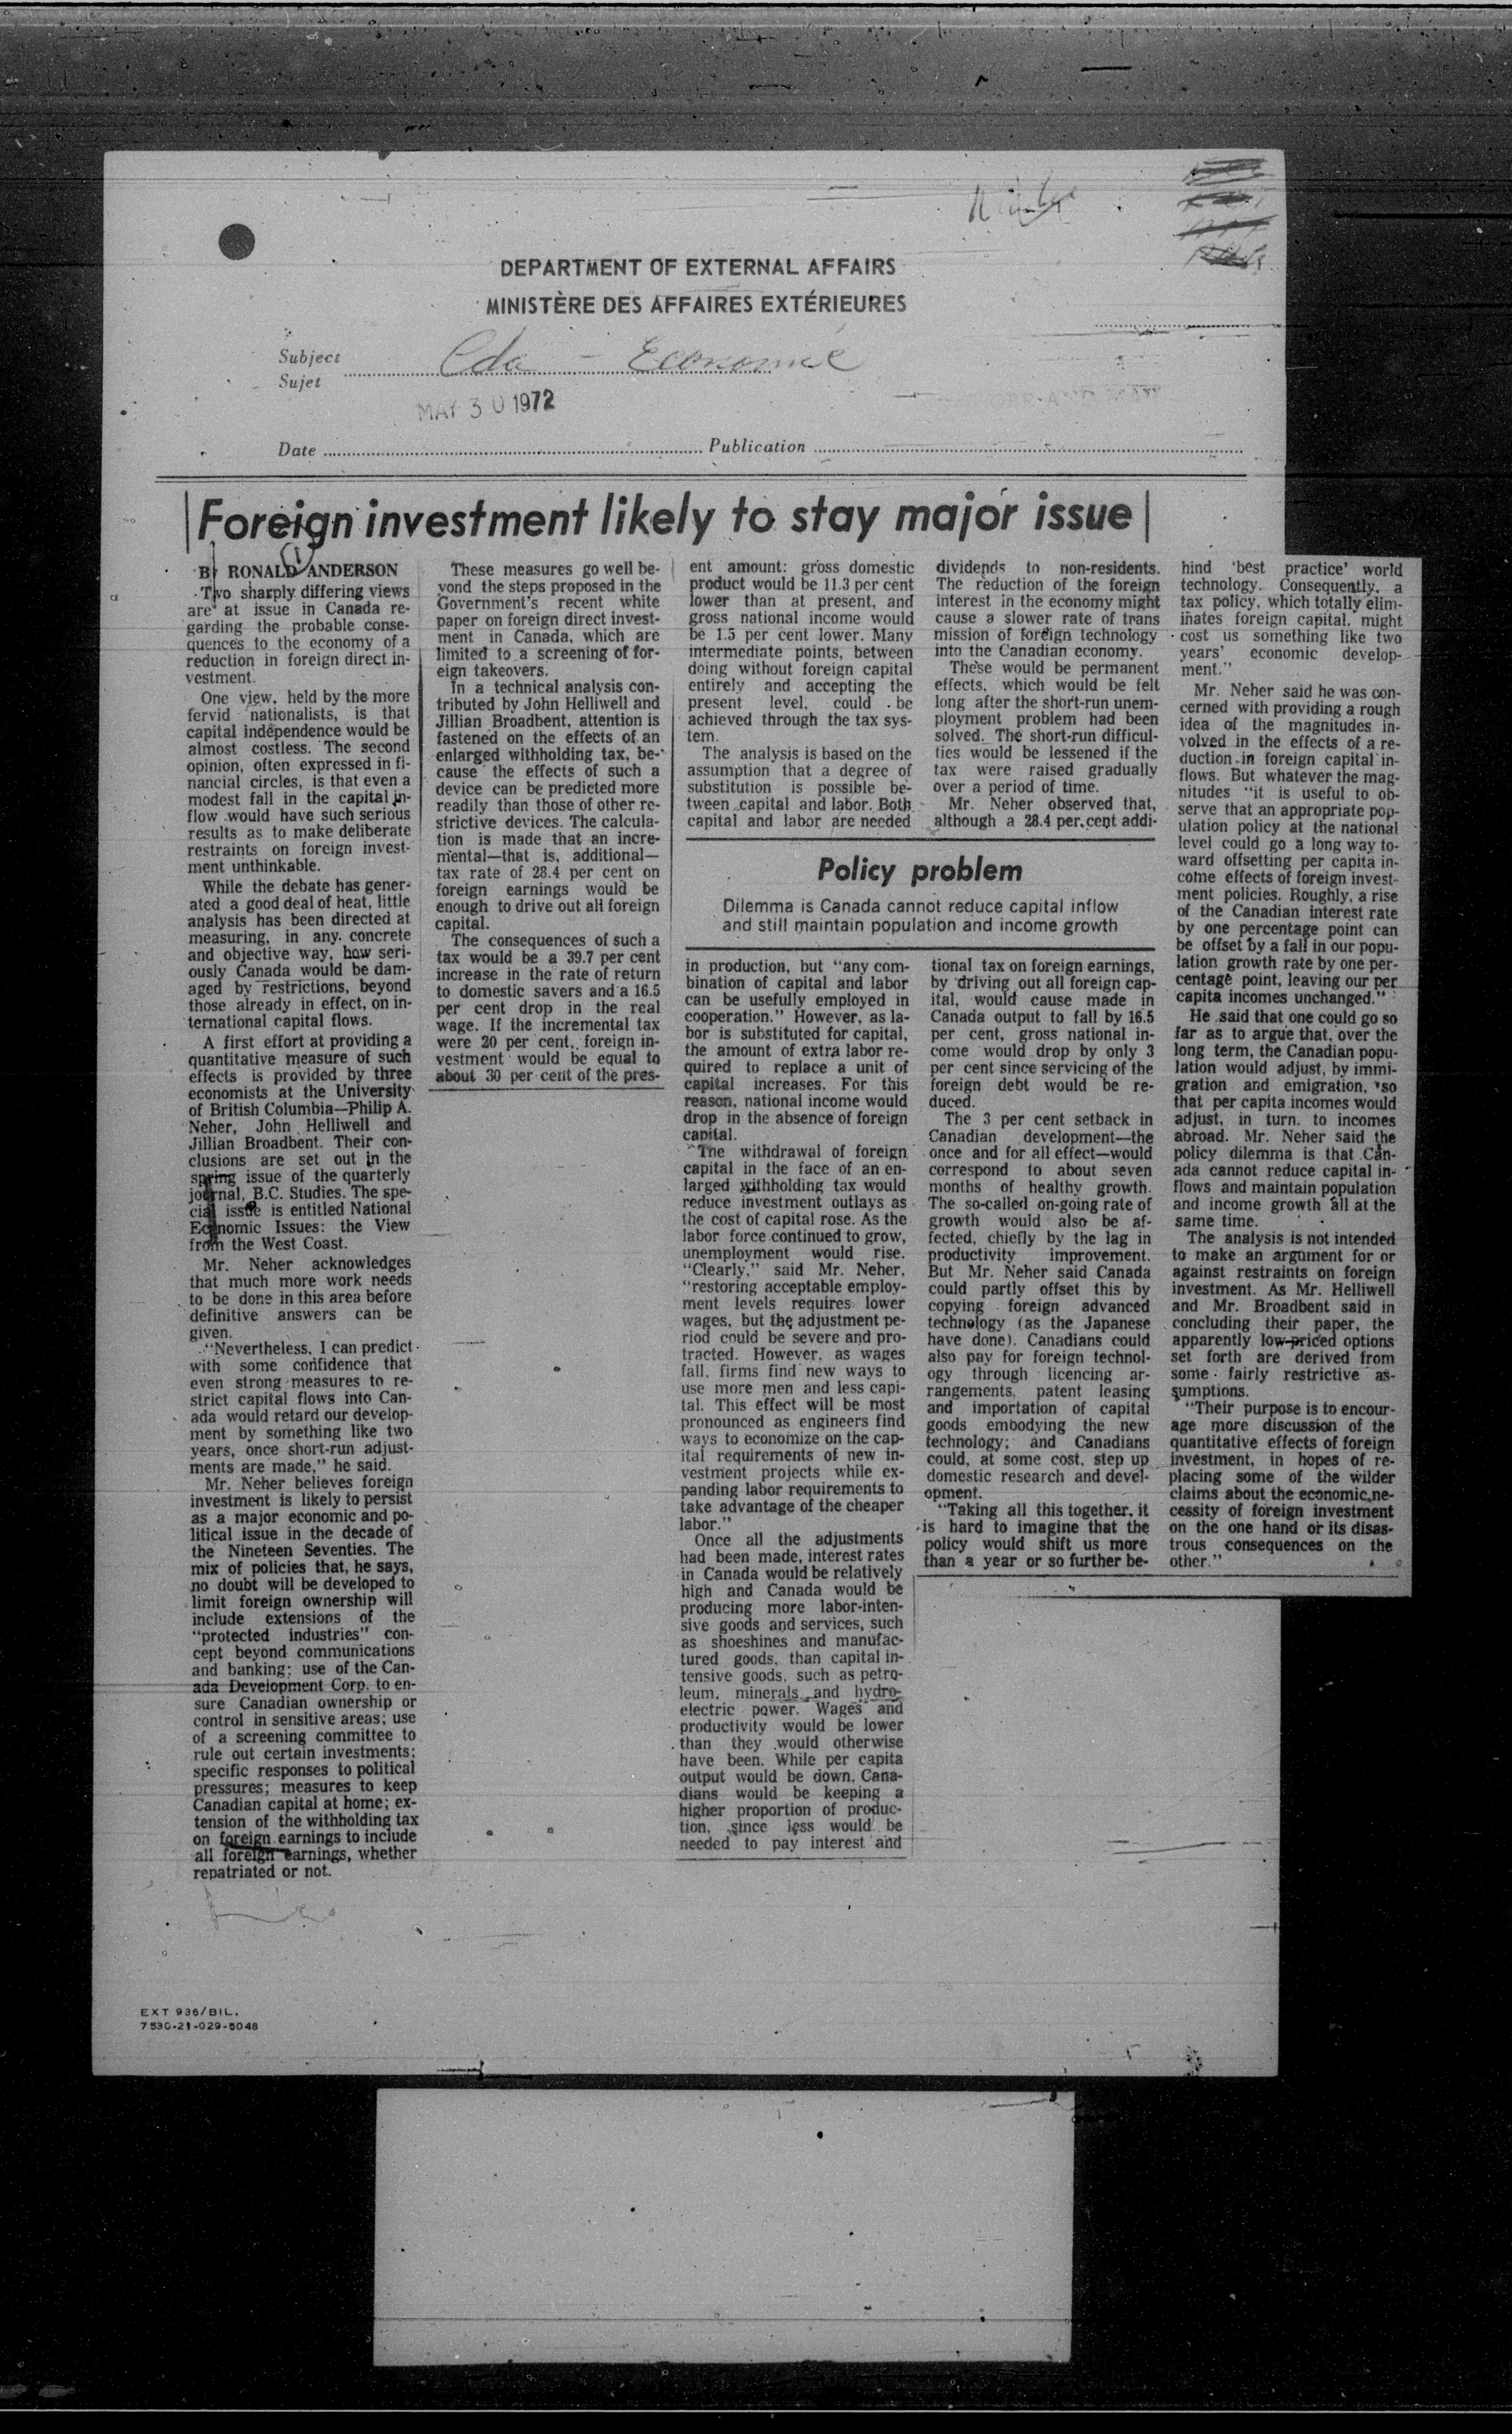 DEPARTMENT OF EXTERNAL AFFAIRS
MINISTÈRE DES AFFAIRES EXTÉRIEURES
Subject
Sujet
Cda - Economic
MAY 30 1972
Date
Publication
Foreign investment likely to stay major issue
BY RONALD ANDERSON
Two sharply differing views
are at issue in Canada re-
garding the probable conse-
quences to the economy of a
reduction in foreign direct in-
vestment.
One view, held by the more
fervid nationalists, is that
capital independence would be
almost costless. The second
opinion, often expressed in fi-
nancial circles, is that even a
modest fall in the capital in-
flow would have such serious
results as to make deliberate
restraints on foreign invest-
ment unthinkable.
While the debate has gener-
ated a good deal of heat, little
analysis has been directed at
measuring, in any concrete
and objective way, how seri-
ously Canada would be dam-
aged by restrictions, beyond
those already in effect, on in-
ternational capital flows.
A first effort at providing a
quantitative measure of such
effects is provided by three
economists at the University
of British Columbia—Philip A.
Neher, John Helliwell and
Jillian Broadbent. Their con-
clusions are set out in the
spring issue of the quarterly
journal, B.C. Studies. The spe-
cial issue is entitled National
Economic Issues: the View
from the West Coast.
Mr. Neher acknowledges
that much more work needs
to be done in this area before
definitive answers can be
given.
"Nevertheless, I can predict
with some confidence that
even strong measures to re-
strict capital flows into Can-
ada would retard our develop-
ment by something like two
years, once short-run adjust-
ments are made," he said.
Mr. Neher believes foreign
investment is likely to persist
as a major economic and po-
litical issue in the decade of
the Nineteen Seventies. The
mix of policies that, he says,
no doubt will be developed to
limit foreign ownership will
include extensions of the
"protected industries" con-
cept beyond communications
and banking; use of the Can-
ada Development Corp. to en-
sure Canadian ownership or
control in sensitive areas; use
of a screening committee to
rule out certain investments;
specific responses to political
pressures; measures to keep
Canadian capital at home; ex-
tension of the withholding tax
on foreign earnings to include
all foreign earnings, whether
repatriated or not.
These measures go well be-
yond the steps proposed in the
Government's recent white
paper on foreign direct invest-
ment in Canada, which are
limited to a screening of for-
eign takeovers.
In a technical analysis con-
tributed by John Helliwell and
Jillian Broadbent, attention is
fastened on the effects of an
enlarged withholding tax, be-
cause the effects of such a
device can be predicted more
readily than those of other re-
strictive devices. The calcula-
tion is made that an incre-
mental—that is, additional—
tax rate of 28.4 per cent on
foreign earnings would be
enough to drive out all foreign
capital.
The consequences of such a
tax would be a 39.7 per cent
increase in the rate of return
to domestic savers and a 16.5
per cent drop in the real
wage. If the incremental tax
were 20 per cent, foreign in-
vestment would be equal to
about 30 per cent of the pres-
ent amount: gross domestic
product would be 11.3 per cent
lower than at present, and
gross national income would
be 1.5 per cent lower. Many
intermediate points, between
doing without foreign capital
entirely and accepting the
present level, could be
achieved through the tax sys-
tem.
The analysis is based on the
assumption that a degree of
substitution is possible be-
tween capital and labor. Both
capital and labor are needed
Policy problem
Dilemma is Canada cannot reduce capital inflow
and still maintain population and income growth
in production, but "any com-
bination of capital and labor
can be usefully employed in
cooperation." However, as la-
bor is substituted for capital,
the amount of extra labor re-
quired to replace a unit of
capital increases. For this
reason, national income would
drop in the absence of foreign
capital.
The withdrawal of foreign
capital in the face of an en-
larged withholding tax would
reduce investment outlays as
the cost of capital rose. As the
labor force continued to grow,
unemployment would rise.
"Clearly," said Mr. Neher,
"restoring acceptable employ-
ment levels requires lower
wages, but the adjustment pe-
riod could be severe and pro-
tracted. However, as wages
fall, firms find new ways to
use more men and less capi-
tal. This effect will be most
pronounced as engineers find
ways to economize on the cap-
ital requirements of new in-
vestment projects while ex-
panding labor requirements to
take advantage of the cheaper
labor."
Once all the adjustments
had been made, interest rates
in Canada would be relatively
high and Canada would be
producing more labor-inten-
sive goods and services, such
as shoeshines and manufac-
tured goods, than capital in-
tensive goods, such as petro-
leum, minerals and hydro-
electric power. Wages and
productivity would be lower
than they would otherwise
have been. While per capita
output would be down, Cana-
dians would be keeping a
higher proportion of produc-
tion, since less would be
needed to pay interest and
dividends to non-residents.
The reduction of the foreign
interest in the economy might
cause a slower rate of trans
mission of foreign technology
into the Canadian economy.
These would be permanent
effects, which would be felt
long after the short-run unem-
ployment problem had been
solved. The short-run difficul-
ties would be lessened if the
tax were raised gradually
over a period of time.
Mr. Neher observed that,
although a 28.4 per cent addi-
tional tax on foreign earnings,
by driving out all foreign cap-
ital, would cause made in
Canada output to fall by 16.5
per cent, gross national in-
come would drop by only 3
per cent since servicing of the
foreign debt would be re-
duced.
The 3 per cent setback in
Canadian development—the
once and for all effect—would
correspond to about seven
months of healthy growth.
The so-called on-going rate of
growth would also be af-
fected, chiefly by the lag in
productivity improvement.
But Mr. Neher said Canada
could partly offset this by
copying foreign advanced
technology (as the Japanese
have done). Canadians could
also pay for foreign technol-
ogy through licencing ar-
rangements, patent leasing
and importation of capital
goods embodying the new
technology; and Canadians
could, at some cost, step up
domestic research and devel-
opment.
"Taking all this together, it
is hard to imagine that the
policy would shift us more
than a year or so further be-
hind 'best practice' world
technology. Consequently, a
tax policy, which totally elim-
inates foreign capital, might
cost us something like two
years' economic develop-
ment."
Mr. Neher said he was con-
cerned with providing a rough
idea of the magnitudes in-
volved in the effects of a re-
duction in foreign capital in-
flows. But whatever the mag-
nitudes "it is useful to ob-
serve that an appropriate pop-
ulation policy at the national
level could go a long way to-
ward offsetting per capita in-
come effects of foreign invest-
ment policies. Roughly, a rise
of the Canadian interest rate
by one percentage point can
be offset by a fall in our popu-
lation growth rate by one per-
centage point, leaving our per
capita incomes unchanged."
He said that one could go so
far as to argue that, over the
long term, the Canadian popu-
lation would adjust, by immi-
gration and emigration, so
that per capita incomes would
adjust, in turn, to incomes
abroad. Mr. Neher said the
policy dilemma is that Can-
ada cannot reduce capital in-
flows and maintain population
and income growth all at the
same time.
The analysis is not intended
to make an argument for or
against restraints on foreign
investment. As Mr. Helliwell
and Mr. Broadbent said in
concluding their paper, the
apparently low-priced options
set forth are derived from
some fairly restrictive as-
sumptions.
"Their purpose is to encour-
age more discussion of the
quantitative effects of foreign
investment, in hopes of re-
placing some of the wilder
claims about the economic ne-
cessity of foreign investment
on the one hand or its disas-
trous consequences on the
other."
EXT 936/BIL.
7530-21-029-5048